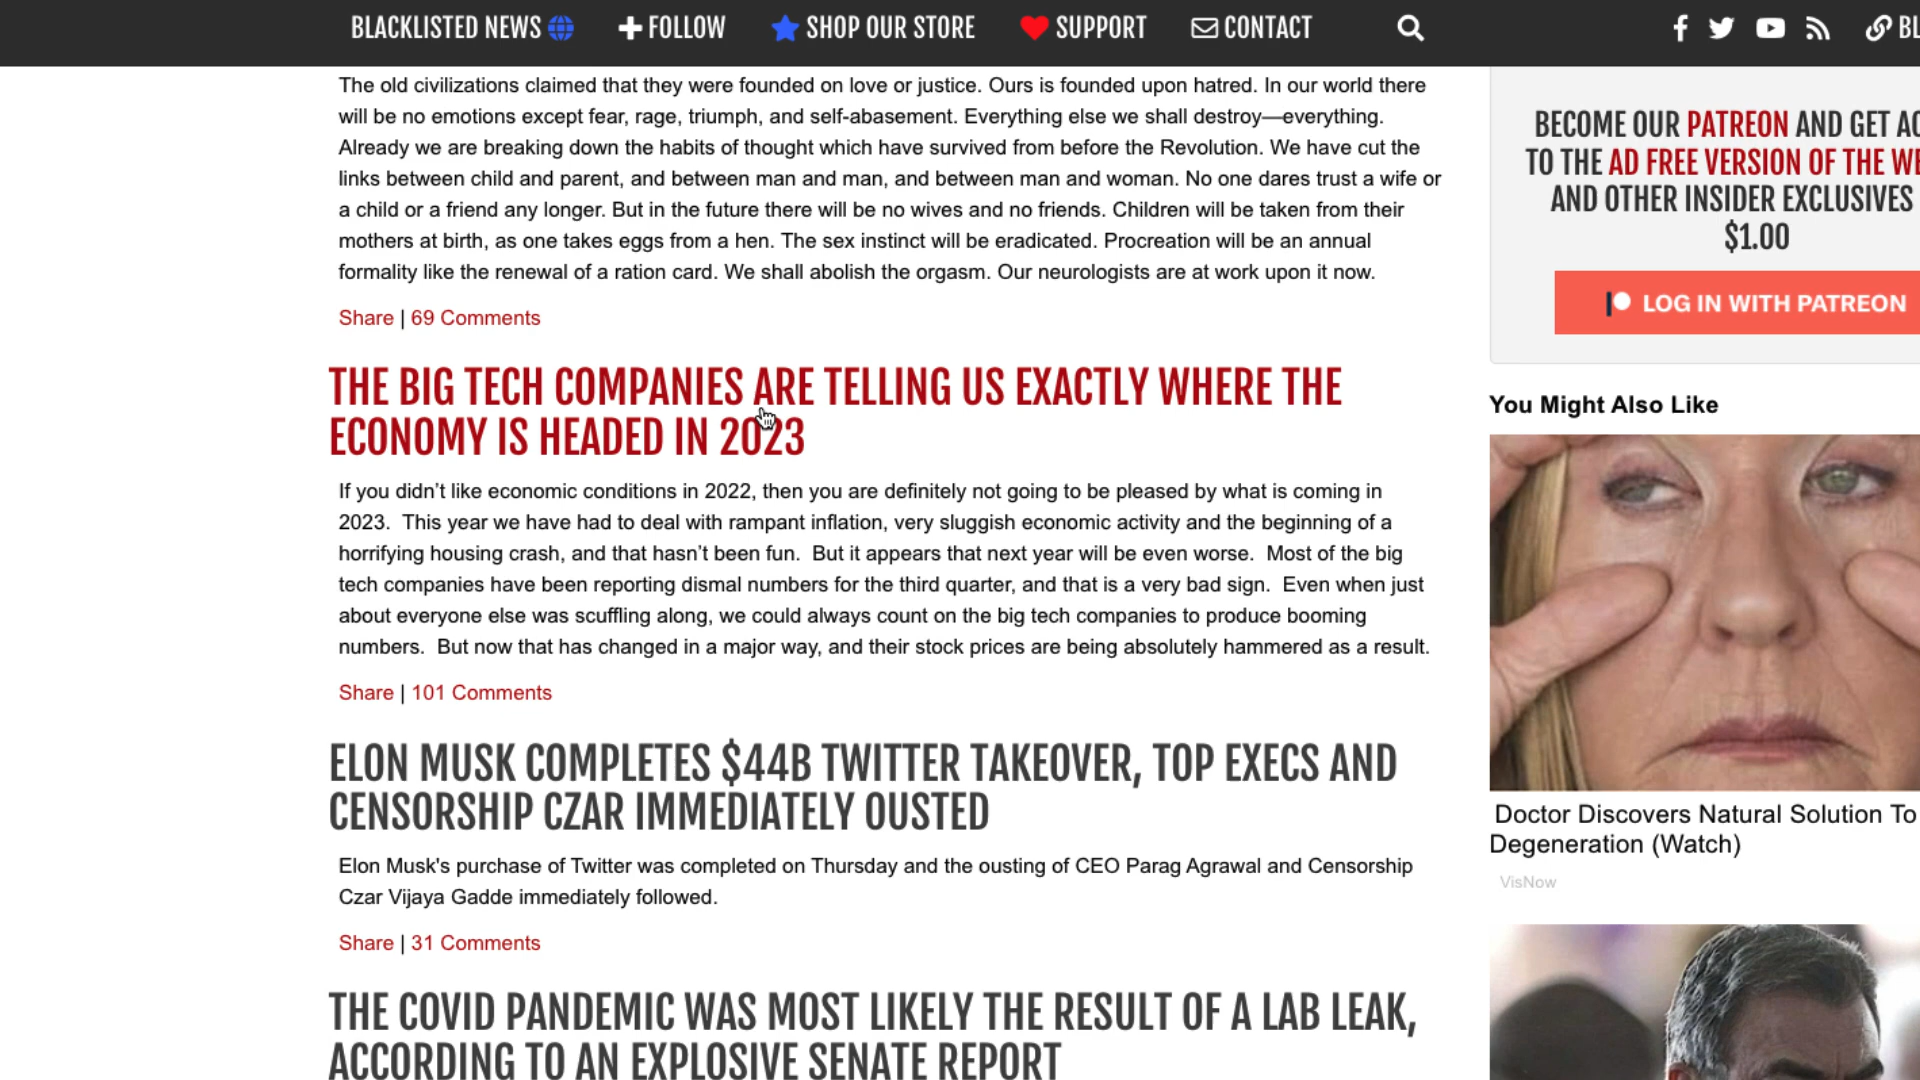 BLACKLISTED NEWS FOLLOW SHOP OUR STORE SUPPORT CONTACT BL
The old civilizations claimed that they were founded on love or justice. Ours is founded upon hatred. In our world there
will be no emotions except fear, rage, triumph, and self-abasement. Everything else we shall destroy—everything.
Already we are breaking down the habits of thought which have survived from before the Revolution. We have cut the
links between child and parent, and between man and man, and between man and woman. No one dares trust a wife or
a child or a friend any longer. But in the future there will be no wives and no friends. Children will be taken from their
mothers at birth, as one takes eggs from a hen. The sex instinct will be eradicated. Procreation will be an annual
formality like the renewal of a ration card. We shall abolish the orgasm. Our neurologists are at work upon it now.
Share | 69 Comments
THE BIG TECH COMPANIES ARE TELLING US EXACTLY WHERE THE
ECONOMY IS HEADED IN 2023
If you didn't like economic conditions in 2022, then you are definitely not going to be pleased by what is coming in
2023. This year we have had to deal with rampant inflation, very sluggish economic activity and the beginning of a
horrifying housing crash, and that hasn't been fun. But it appears that next year will be even worse. Most of the big
tech companies have been reporting dismal numbers for the third quarter, and that is a very bad sign. Even when just
about everyone else was scuffling along, we could always count on the big tech companies to produce booming
numbers. But now that has changed in a major way, and their stock prices are being absolutely hammered as a result.
Share | 101 Comments
ELON MUSK COMPLETES $44B TWITTER TAKEOVER, TOP EXECS AND
CENSORSHIP CZAR IMMEDIATELY OUSTED
Elon Musk's purchase of Twitter was completed on Thursday and the ousting of CEO Parag Agrawal and Censorship
Czar Vijaya Gadde immediately followed.
Share | 31 Comments
THE COVID PANDEMIC WAS MOST LIKELY THE RESULT OF A LAB LEAK,
ACCORDING TO AN EXPLOSIVE SENATE REPORT
BECOME OUR PATREON AND GET AC
TO THE AD FREE VERSION OF THE WE
AND OTHER INSIDER EXCLUSIVES
$1.00
LOG IN WITH PATREON
You Might Also Like
Doctor Discovers Natural Solution To
Degeneration (Watch)
VisNow